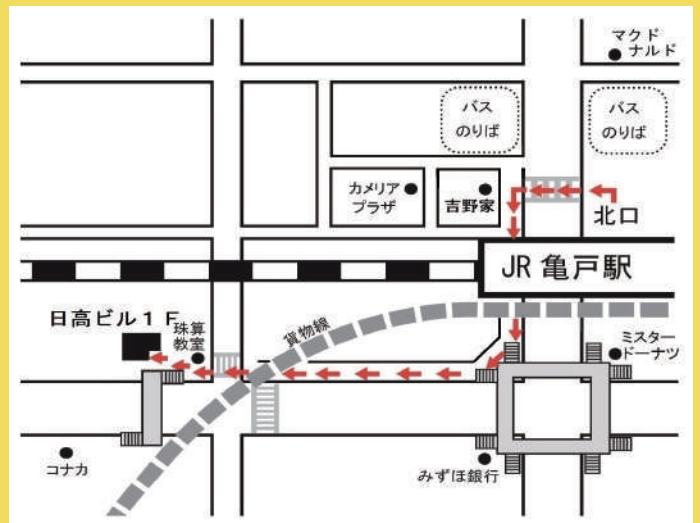 マクド
ナルド
バス
のりば
バス
のりば
カメリア
プラザ
吉野家
北口
JR 亀戸駅
日高ビル1F
珠算
教室
貨物線
ミスター
ドーナツ
コナカ
みずほ銀行